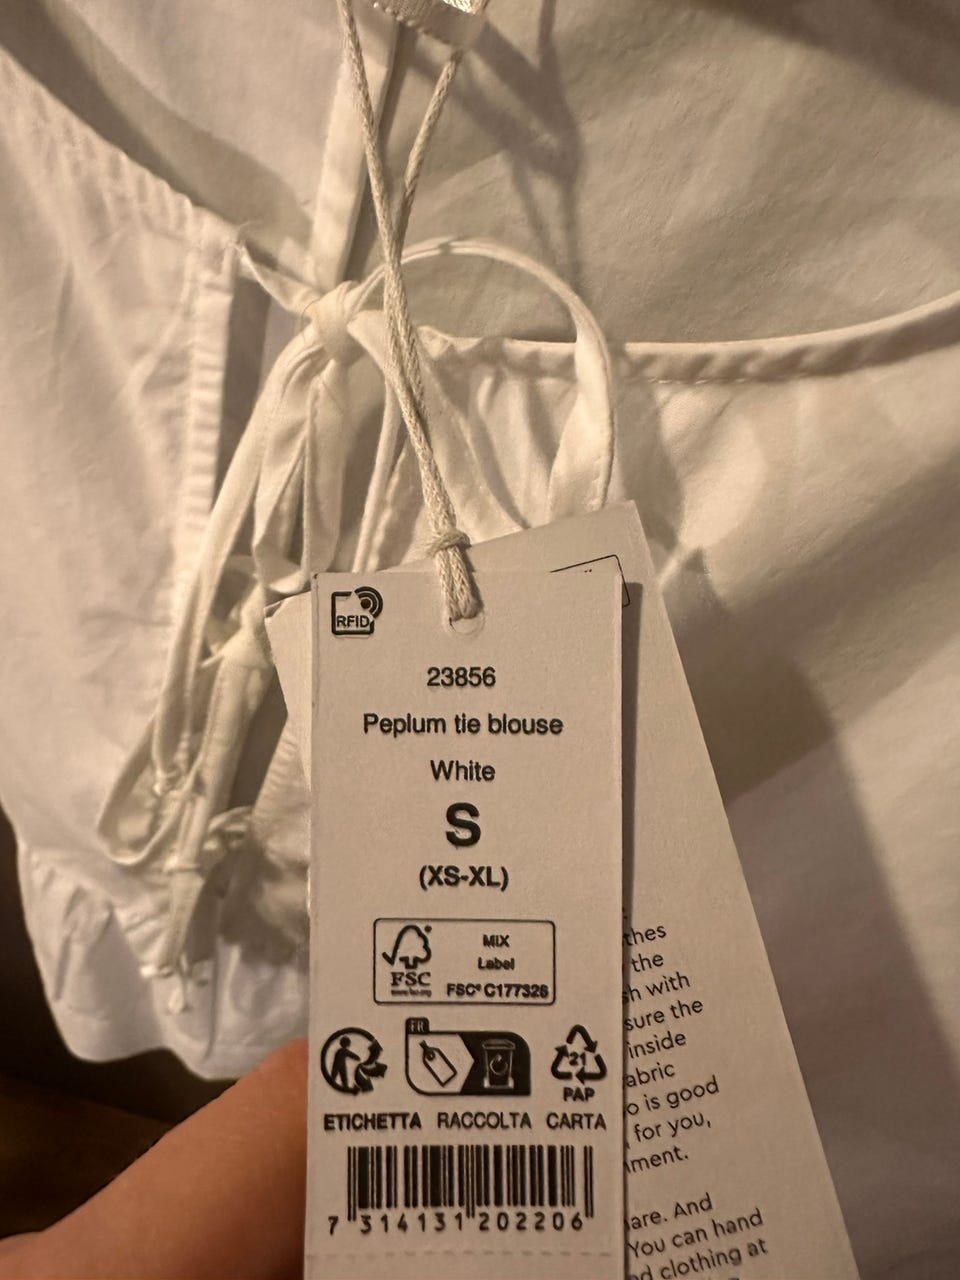 RFID
23856
Peplum tie blouse
White
S
(XS-XL)
FSC
MIX
Label
FSC® C177326
FR
21
PAP
ETICHETTA RACCOLTA CARTA
7 314131 202206
thes
the
sh with
sure the
inside
abric
o is good
for you,
ment.
are. And
You can hand
d clothing at